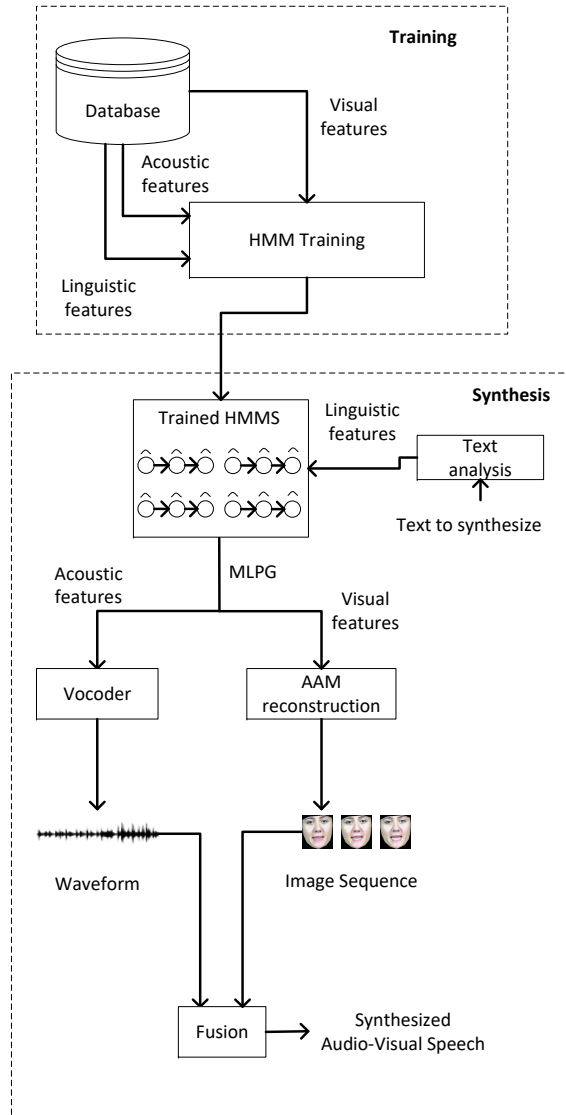 Training
Database
Visual
features
Acoustic
features
HMM Training
Linguistic
features
Synthesis
Trained HMMS
Linguistic
features
Text
analysis
Text to synthesize
MLPG
Acoustic
features
Visual
features
Vocoder
AAM
reconstruction
Waveform
Image Sequence
Fusion
Synthesized
Audio-Visual Speech